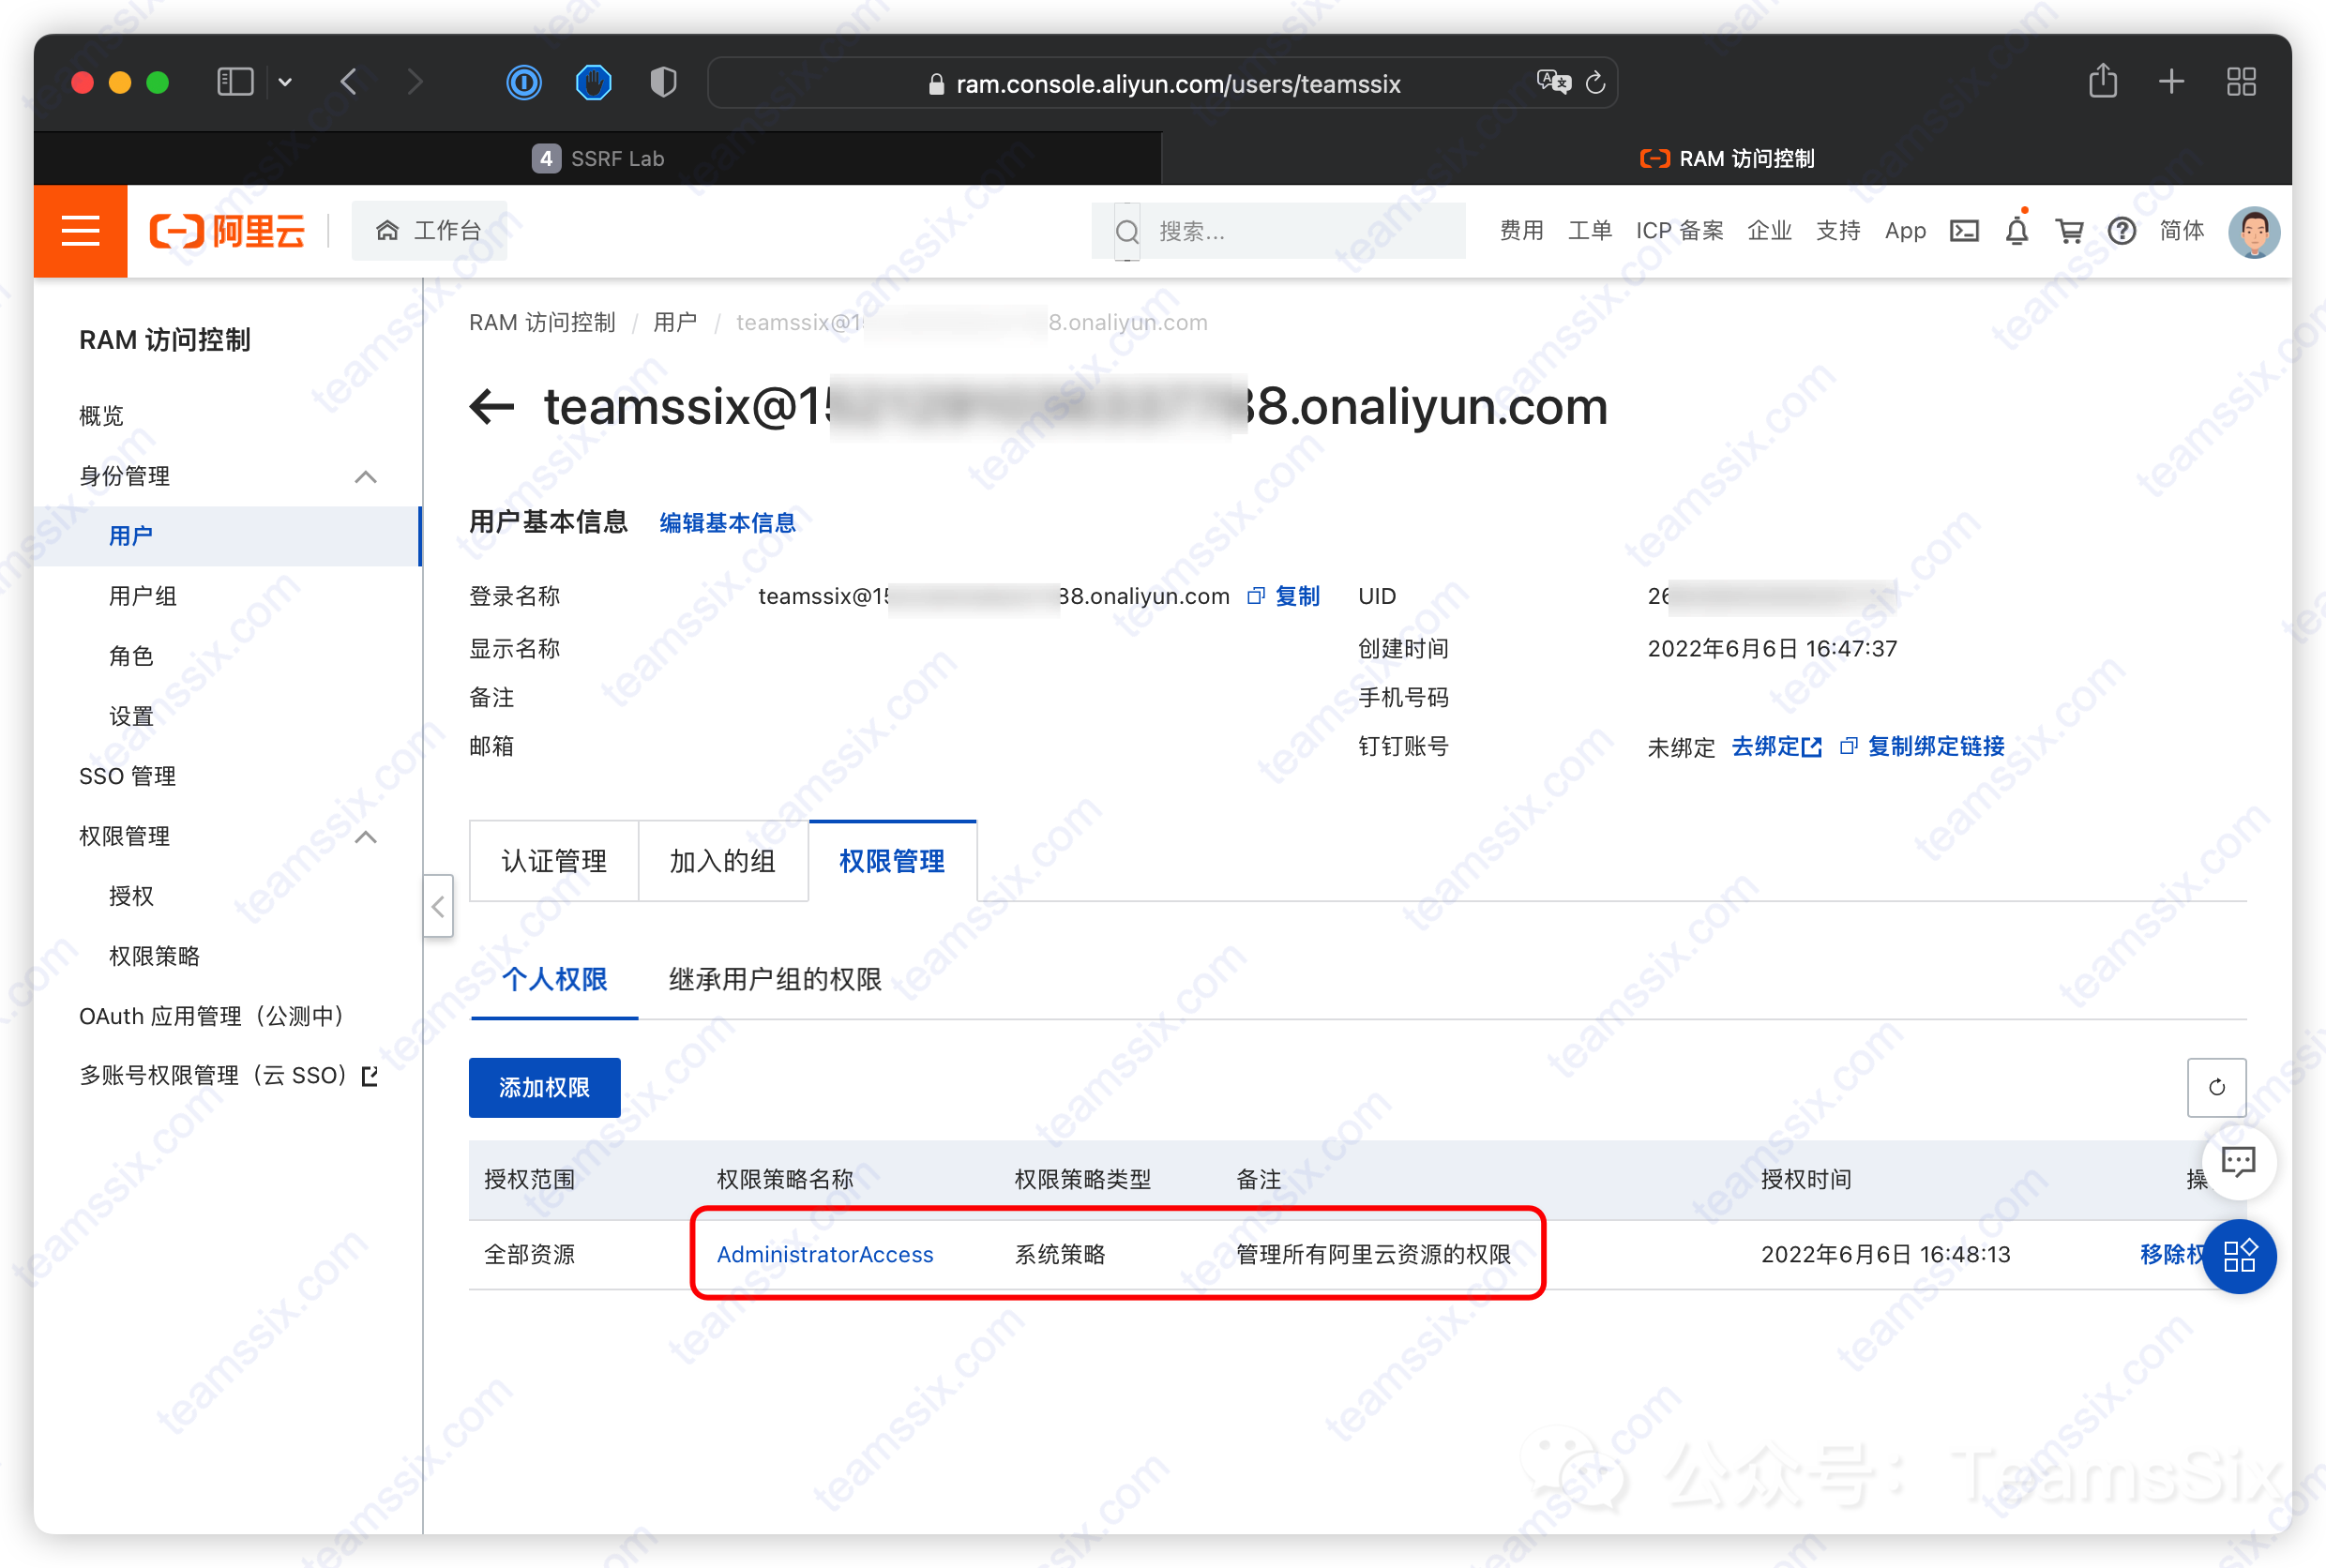 ram.console.aliyun.com/users/teamssix
4 SSRF Lab
RAM 访问控制
阿里云
工作台
搜索...
费用 工单 ICP 备案 企业 支持 App 简体
RAM 访问控制
概览
身份管理
用户
用户组
角色
设置
SSO 管理
权限管理
授权
权限策略
OAuth 应用管理（公测中）
多账号权限管理（云 SSO）
RAM 访问控制 / 用户 / teamssix@1 8.onaliyun.com
teamssix@15 88.onaliyun.com
用户基本信息 编辑基本信息
登录名称 teamssix@15 38.onaliyun.com 复制 UID 26
显示名称 创建时间 2022年6月6日 16:47:37
备注 手机号码
邮箱 钉钉账号 未绑定 去绑定 复制绑定链接
认证管理 加入的组 权限管理
个人权限 继承用户组的权限
添加权限
授权范围 权限策略名称 权限策略类型 备注 授权时间 操
全部资源 AdministratorAccess 系统策略 管理所有阿里云资源的权限 2022年6月6日 16:48:13 移除权
公众号：TeamsSix
teamssix.com